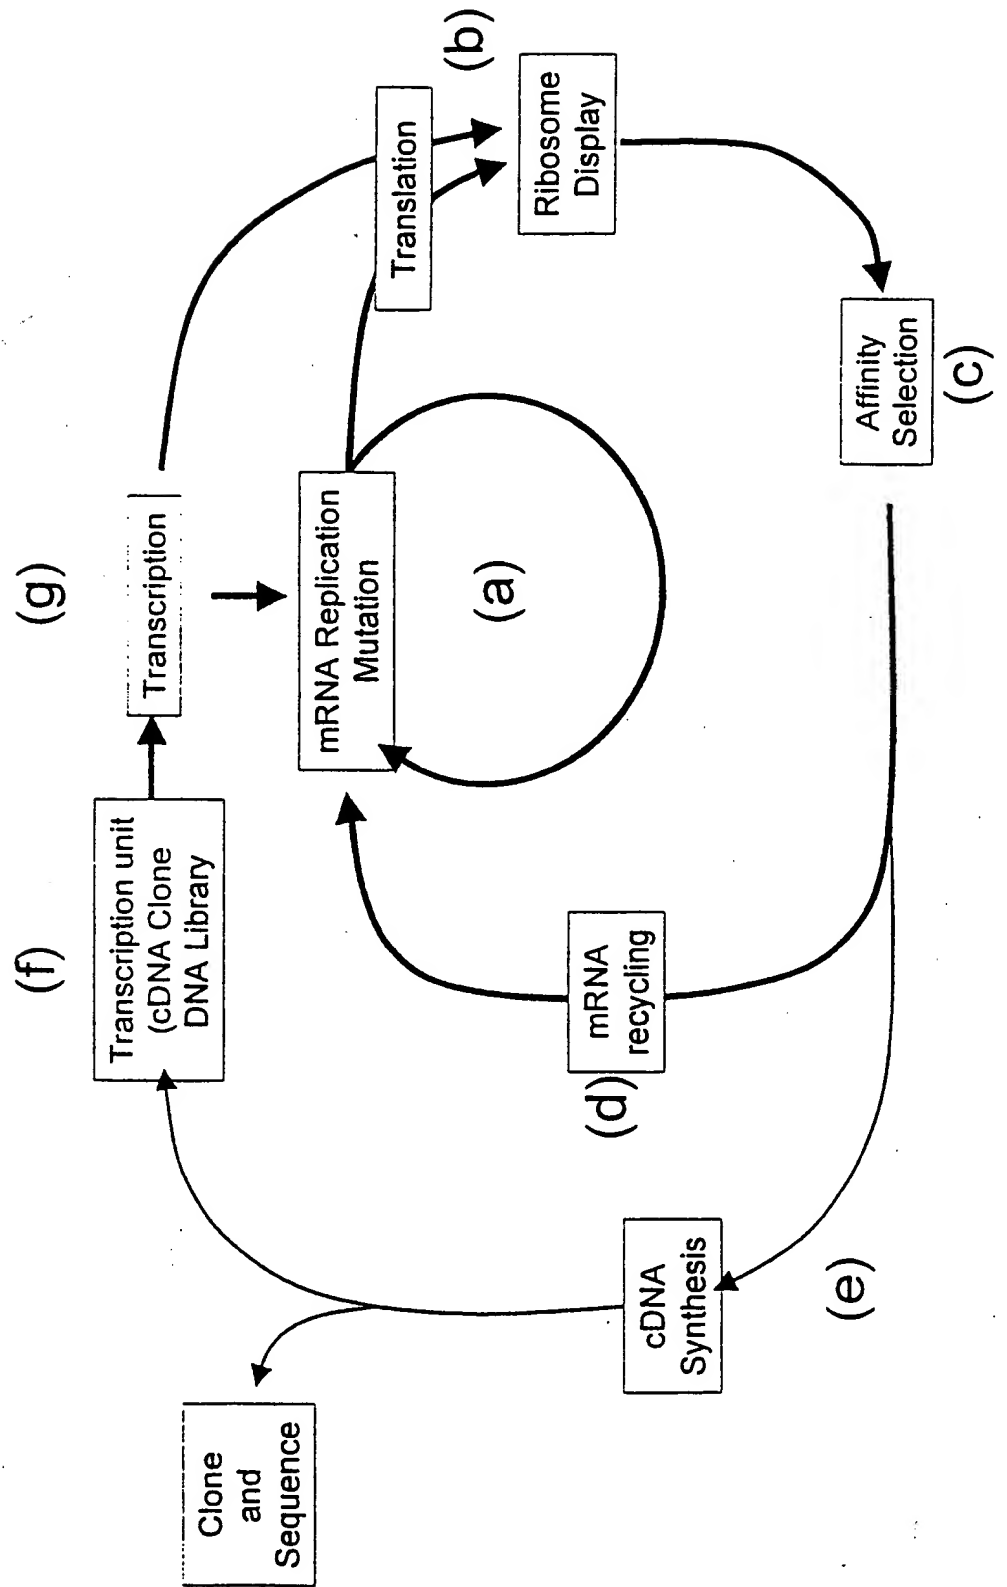 (f)
(g)
Transcription unit
(cDNA Clone
DNA Library
Transcription
mRNA Replication
Mutation
(a)
Translation
(b)
Ribosome
Display
Affinity
Selection
(c)
mRNA
recycling
(d)
cDNA
Synthesis
(e)
Clone
and
Sequence